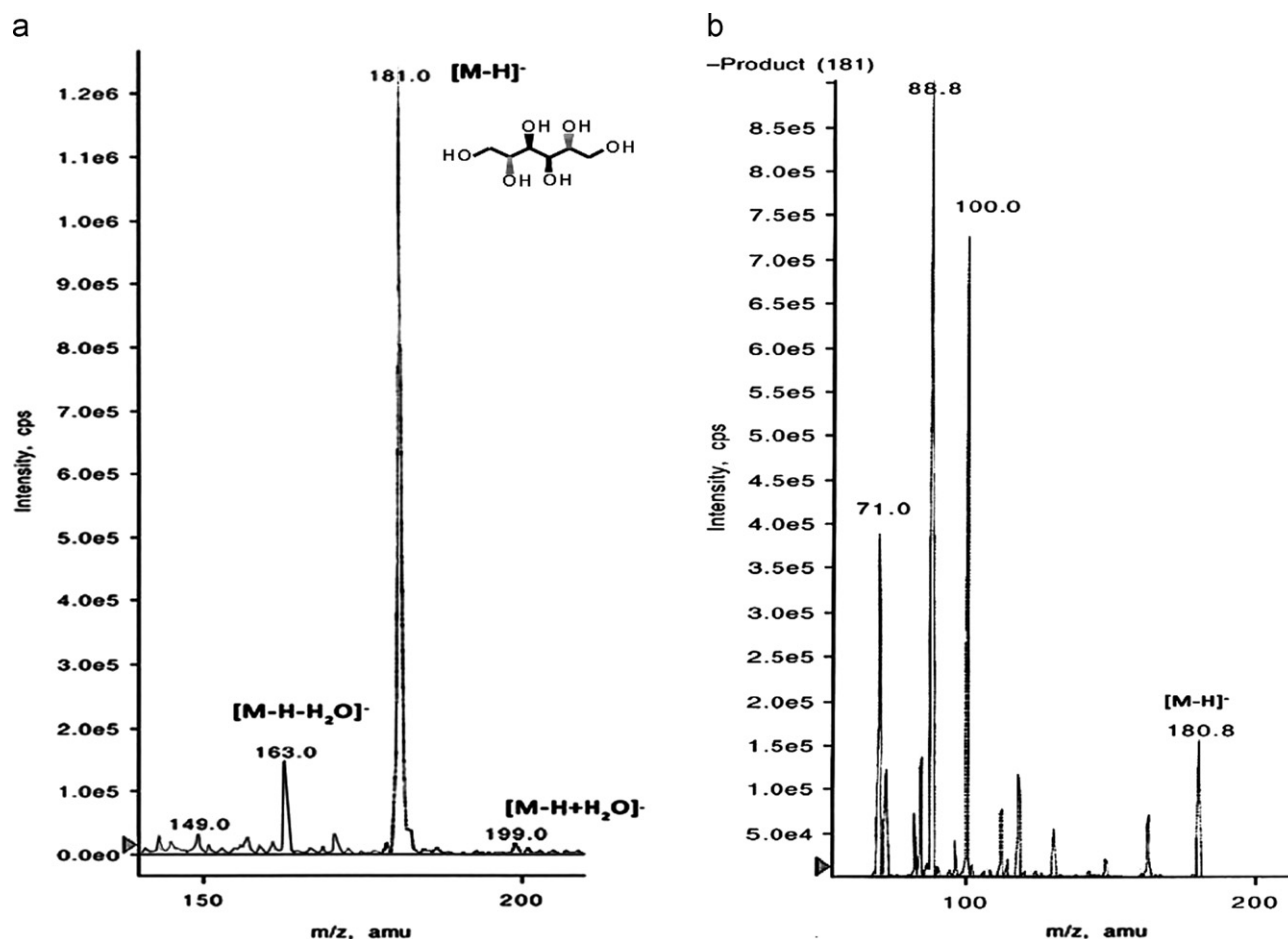 a
181.0 [M-H]-
1.2e6
1.1e6
1.0e6
9.0e5
8.0e5
7.0e5
6.0e5
5.0e5
4.0e5
3.0e5
2.0e5
1.0e5
0.0e0
Intensity, cps
OH OH OH
HO OH
OH OH
[M-H-H₂O]-
163.0
149.0
[M-H+H₂O]-
199.0
150 200
m/z, amu
b
–Product (181)
88.8
8.5e5
8.0e5
7.5e5
7.0e5
6.5e5
6.0e5
5.5e5
5.0e5
4.5e5
4.0e5
3.5e5
3.0e5
2.5e5
2.0e5
1.5e5
1.0e5
5.0e4
Intensity, cps
100.0
71.0
[M-H]-
180.8
100 200
m/z, amu